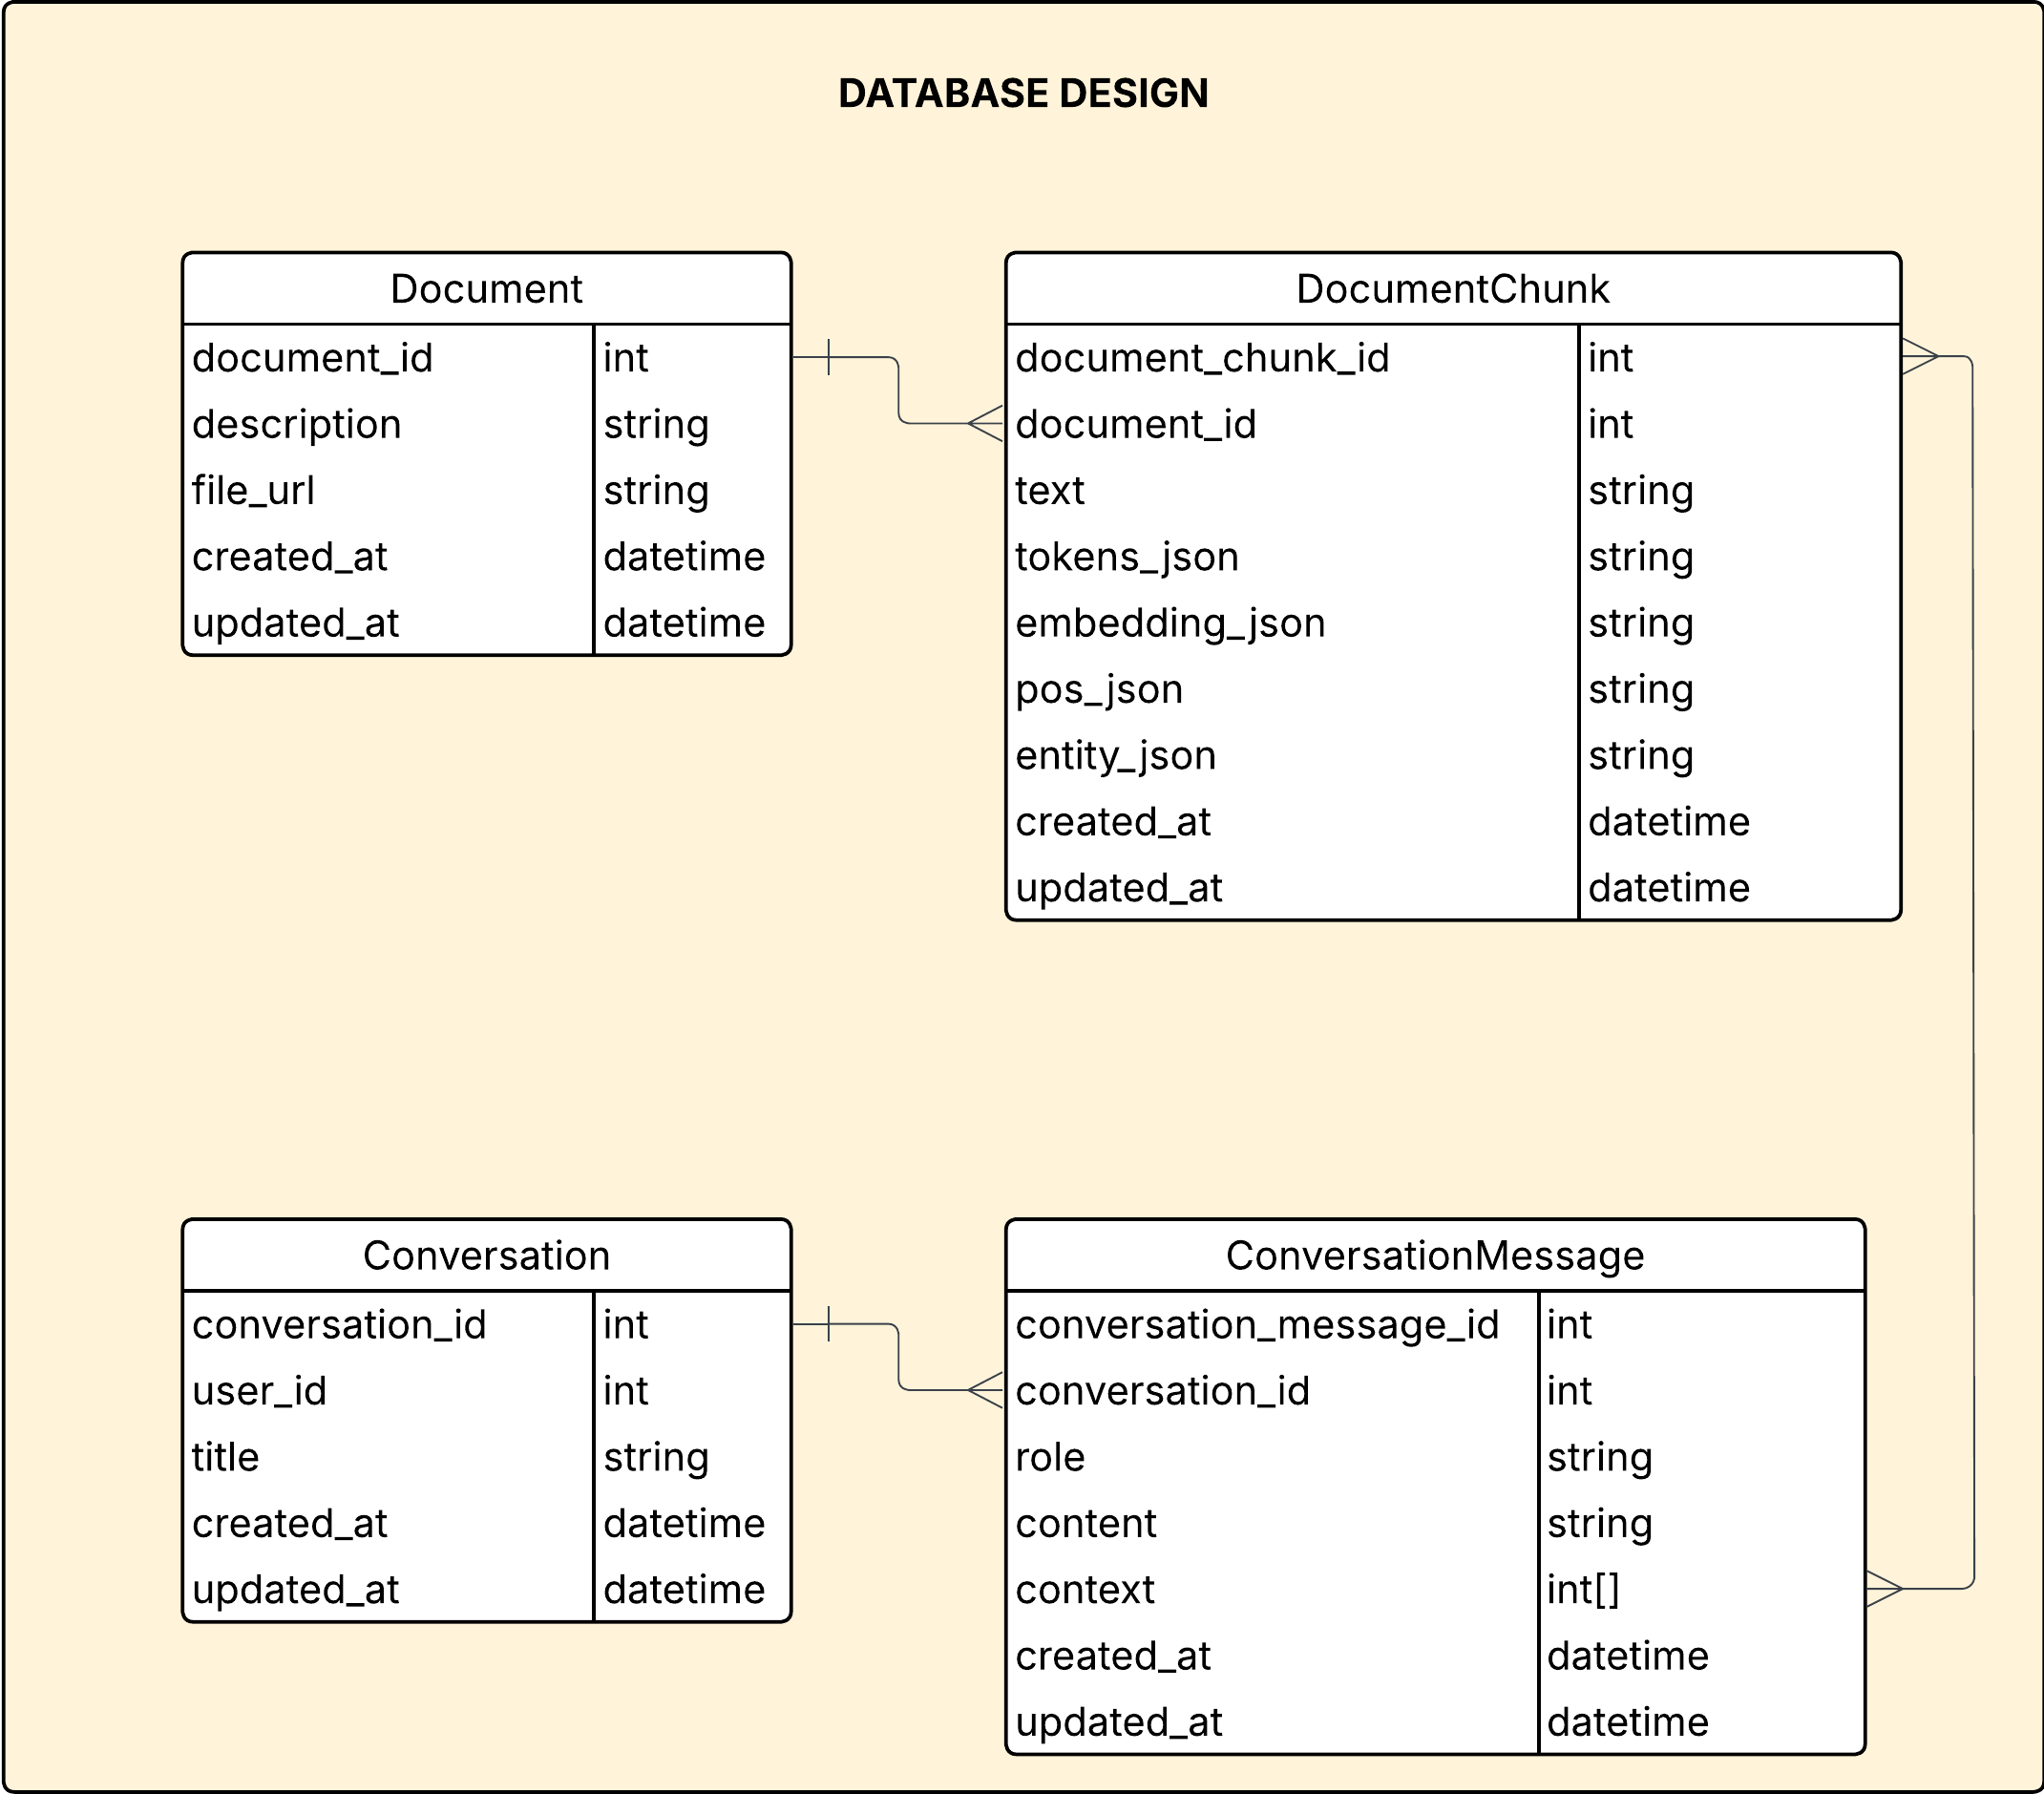 DATABASE DESIGN
Document
document_id int
description string
file_url string
created_at datetime
updated_at datetime
DocumentChunk
document_chunk_id int
document_id int
text string
tokens_json string
embedding_json string
pos_json string
entity_json string
created_at datetime
updated_at datetime
Conversation
conversation_id int
user_id int
title string
created_at datetime
updated_at datetime
ConversationMessage
conversation_message_id int
conversation_id int
role string
content string
context int[]
created_at datetime
updated_at datetime